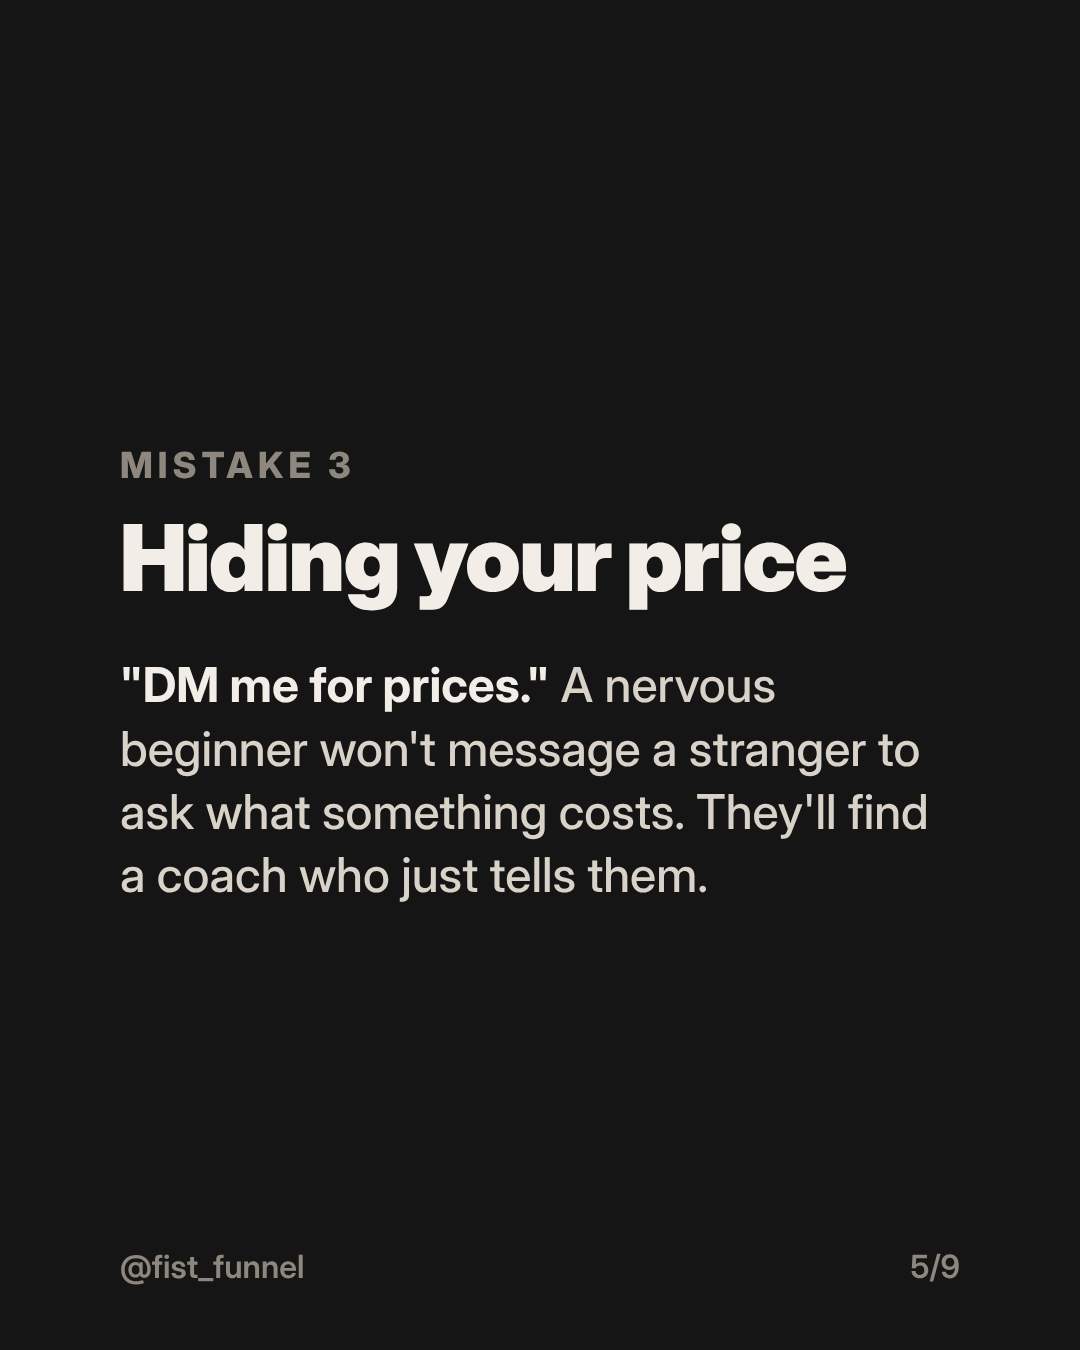 MISTAKE 3
Hiding your price
"DM me for prices." A nervous
beginner won't message a stranger to
ask what something costs. They'll find
a coach who just tells them.
@fist_funnel
5/9